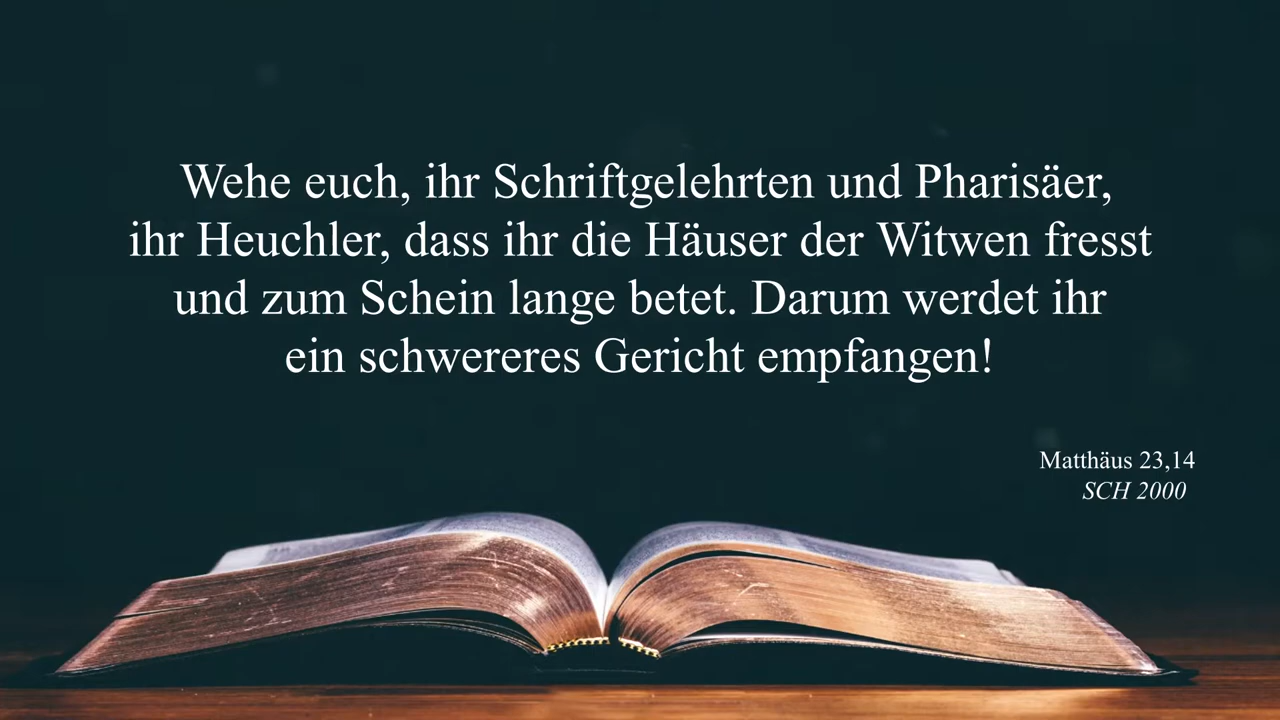 Wehe euch, ihr Schriftgelehrten und Pharisäer,
ihr Heuchler, dass ihr die Häuser der Witwen fresst
und zum Schein lange betet. Darum werdet ihr
ein schwereres Gericht empfangen!
Matthäus 23,14
SCH 2000